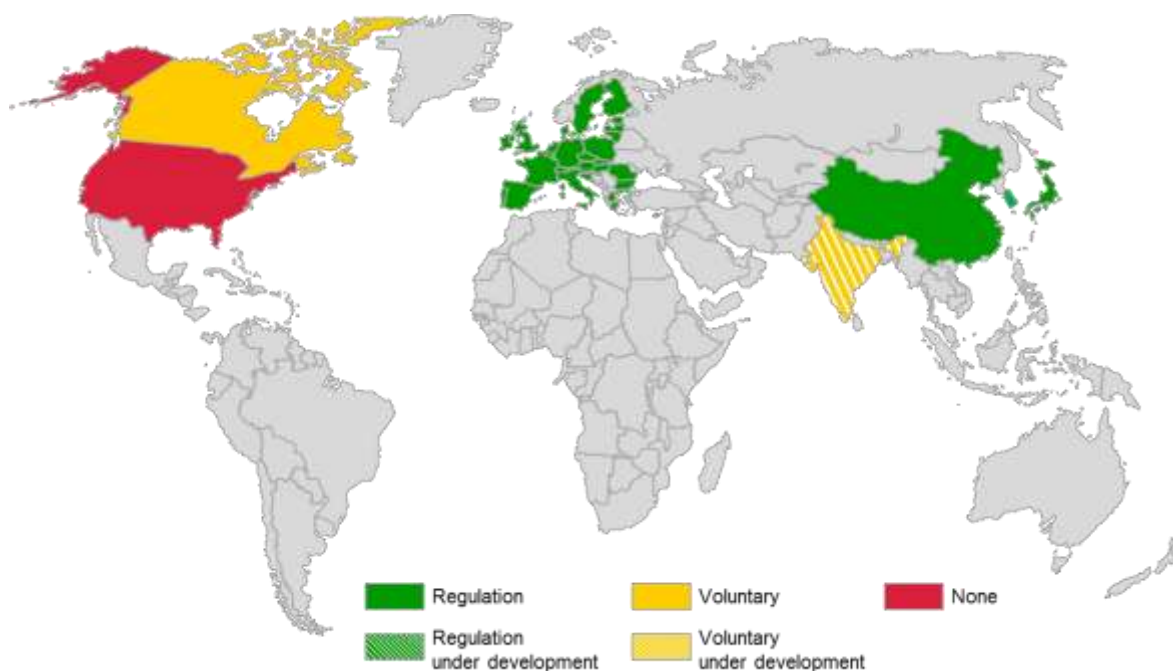 Regulation
Voluntary
None
Regulation
under development
Voluntary
under development